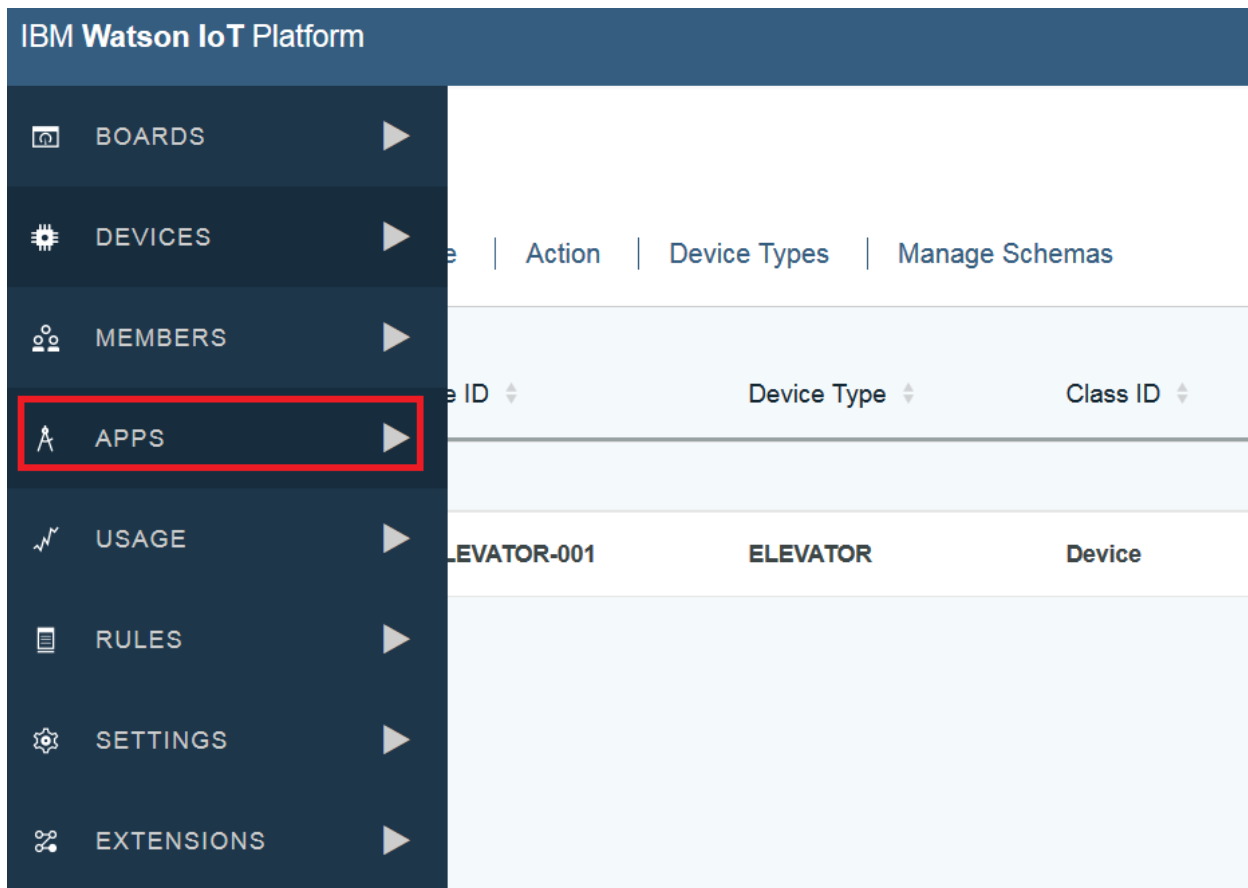 IBM Watson IoT Platform
BOARDS
DEVICES
MEMBERS
APPS
USAGE
RULES
SETTINGS
EXTENSIONS
e | Action | Device Types | Manage Schemas
e ID Device Type Class ID
LEVATOR-001 ELEVATOR Device